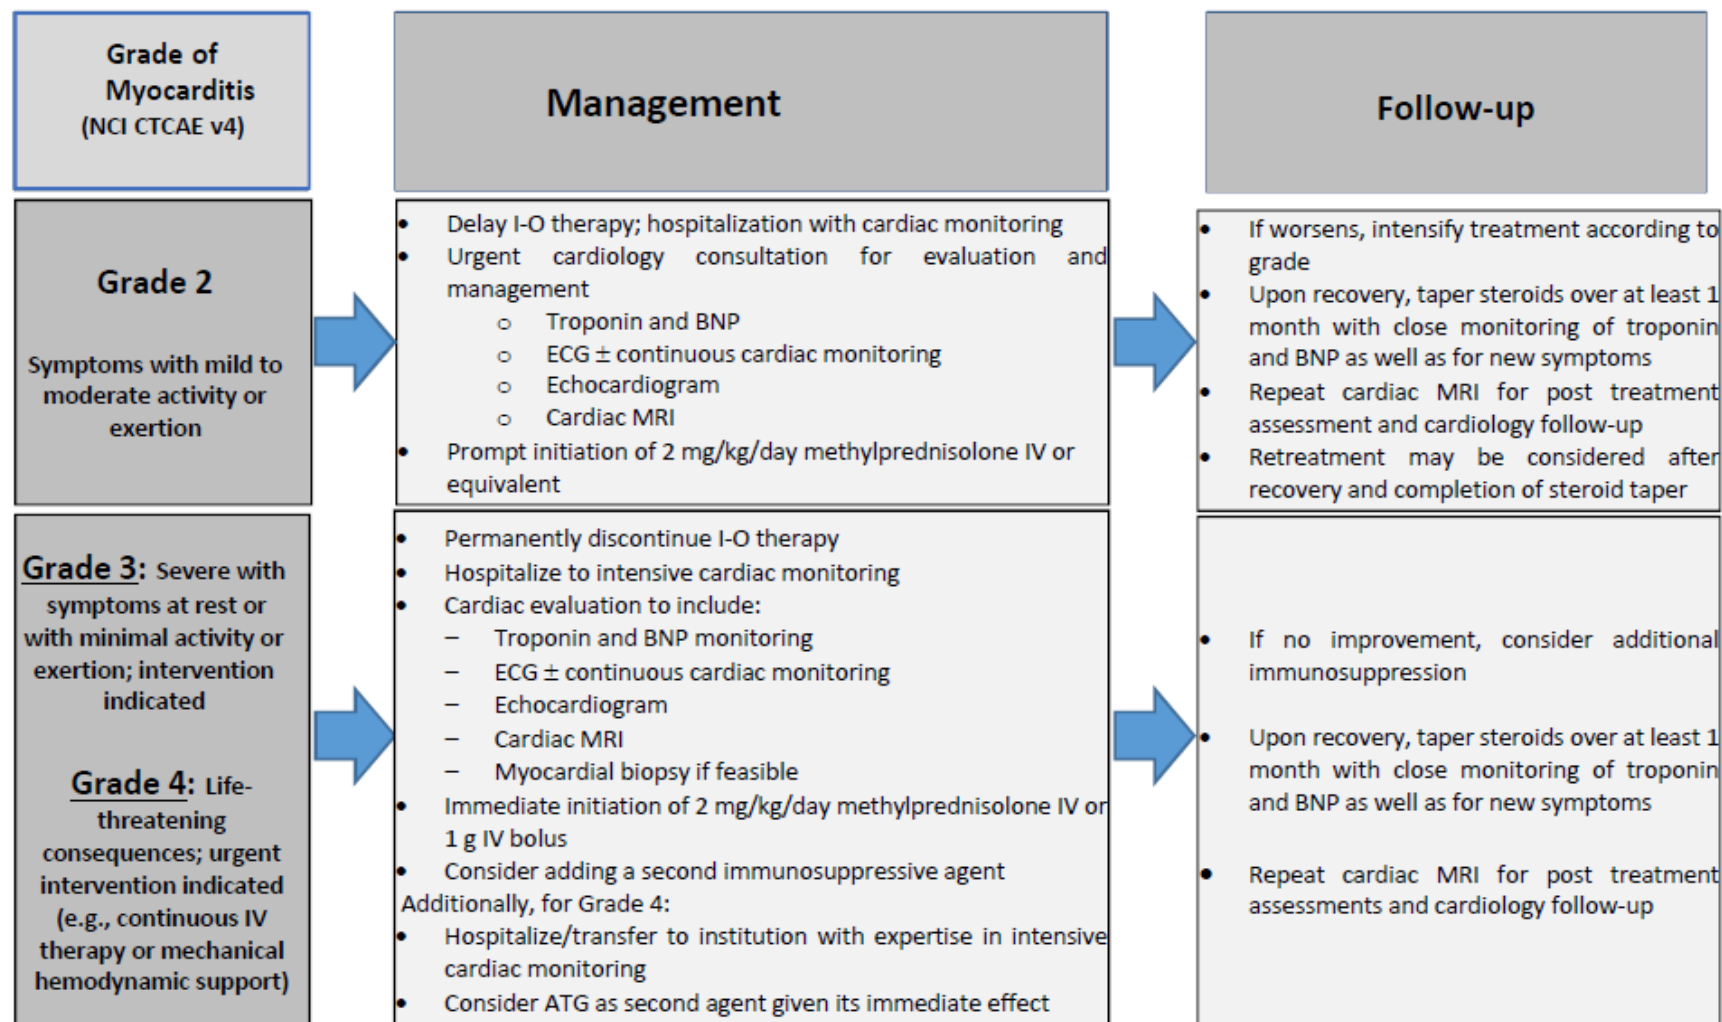 Grade of
Myocarditis
(NCI CTCAE v4)
Management
Follow-up
Grade 2
Symptoms with mild to
moderate activity or
exertion
• Delay I-O therapy; hospitalization with cardiac monitoring
• Urgent cardiology consultation for evaluation and
management
o Troponin and BNP
o ECG ± continuous cardiac monitoring
o Echocardiogram
o Cardiac MRI
• Prompt initiation of 2 mg/kg/day methylprednisolone IV or
equivalent
• If worsens, intensify treatment according to
grade
• Upon recovery, taper steroids over at least 1
month with close monitoring of troponin
and BNP as well as for new symptoms
• Repeat cardiac MRI for post treatment
assessment and cardiology follow-up
• Retreatment may be considered after
recovery and completion of steroid taper
Grade 3: Severe with
symptoms at rest or
with minimal activity or
exertion; intervention
indicated
Grade 4: Life-
threatening
consequences; urgent
intervention indicated
(e.g., continuous IV
therapy or mechanical
hemodynamic support)
• Permanently discontinue I-O therapy
• Hospitalize to intensive cardiac monitoring
• Cardiac evaluation to include:
– Troponin and BNP monitoring
– ECG ± continuous cardiac monitoring
– Echocardiogram
– Cardiac MRI
– Myocardial biopsy if feasible
• Immediate initiation of 2 mg/kg/day methylprednisolone IV or
1 g IV bolus
• Consider adding a second immunosuppressive agent
Additionally, for Grade 4:
• Hospitalize/transfer to institution with expertise in intensive
cardiac monitoring
• Consider ATG as second agent given its immediate effect
• If no improvement, consider additional
immunosuppression
• Upon recovery, taper steroids over at least 1
month with close monitoring of troponin
and BNP as well as for new symptoms
• Repeat cardiac MRI for post treatment
assessments and cardiology follow-up